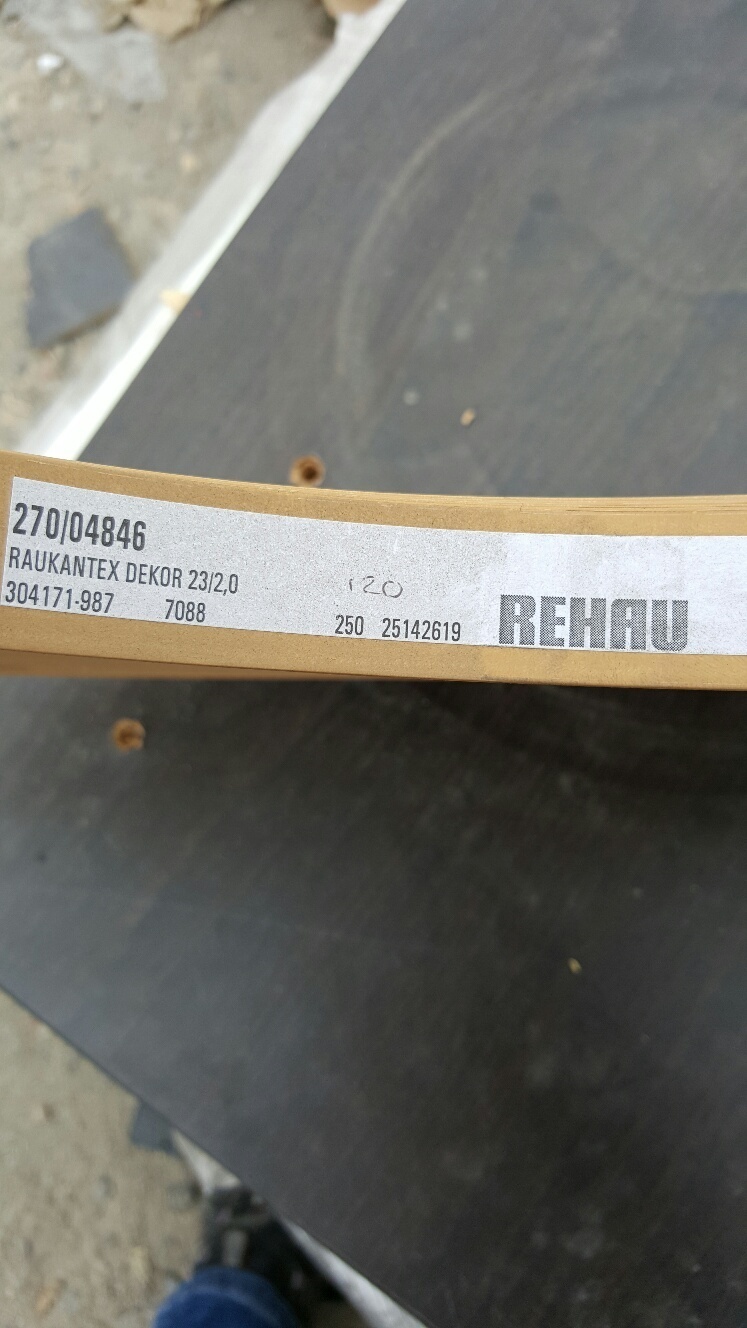 270/04846
RAUKANTEX DEKOR 23/2,0
120
304171-987 7088 250 25142619
REHAU